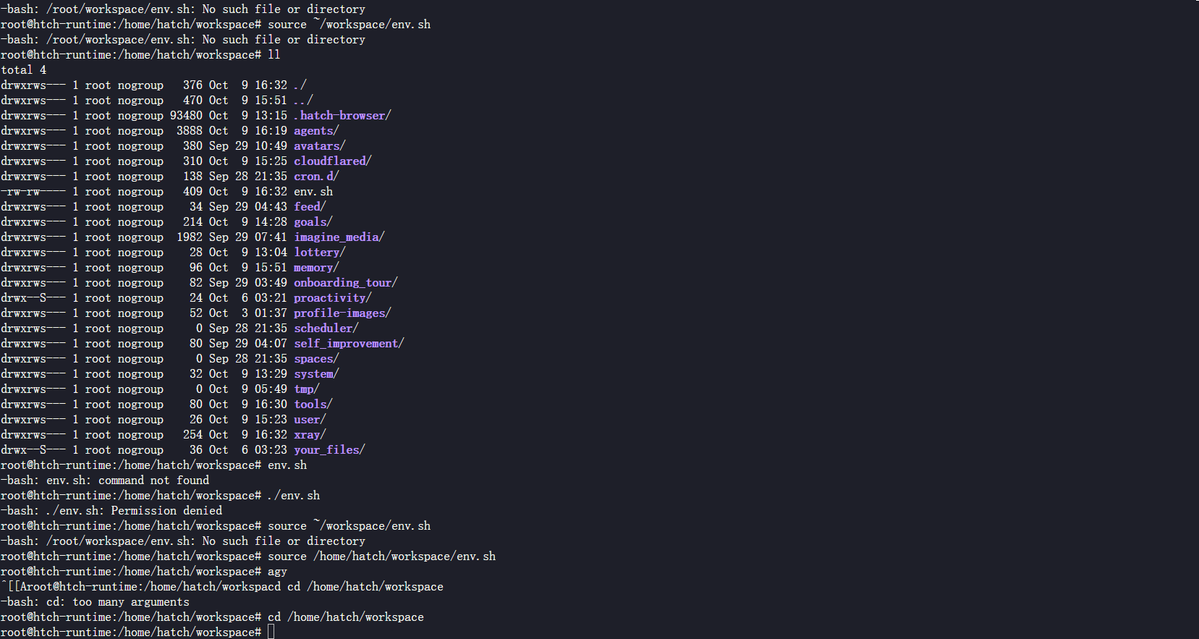 -bash: /root/workspace/env.sh: No such file or directory
root@htch-runtime:/home/hatch/workspace# source ~/workspace/env.sh
-bash: /root/workspace/env.sh: No such file or directory
root@htch-runtime:/home/hatch/workspace# ll
total 4
drwxrws--- 1 root nogroup   376 Oct  9 16:32 ./
drwxrws--- 1 root nogroup   470 Oct  9 15:51 ../
drwxrws--- 1 root nogroup 93480 Oct  9 13:15 .hatch-browser/
drwxrws--- 1 root nogroup  3888 Oct  9 16:19 agents/
drwxrws--- 1 root nogroup   380 Sep 29 10:49 avatars/
drwxrws--- 1 root nogroup   310 Oct  9 15:25 cloudflared/
drwxrws--- 1 root nogroup   138 Sep 28 21:35 cron.d/
-rw-rw---- 1 root nogroup   409 Oct  9 16:32 env.sh
drwxrws--- 1 root nogroup    34 Sep 29 04:43 feed/
drwxrws--- 1 root nogroup   214 Oct  9 14:28 goals/
drwxrws--- 1 root nogroup  1982 Sep 29 07:41 imagine_media/
drwxrws--- 1 root nogroup    28 Oct  9 13:04 lottery/
drwxrws--- 1 root nogroup    96 Oct  9 15:51 memory/
drwxrws--- 1 root nogroup    82 Sep 29 03:49 onboarding_tour/
drwx--S--- 1 root nogroup    24 Oct  6 03:21 proactivity/
drwxrws--- 1 root nogroup    52 Oct  3 01:37 profile-images/
drwxrws--- 1 root nogroup     0 Sep 28 21:35 scheduler/
drwxrws--- 1 root nogroup    80 Sep 29 04:07 self_improvement/
drwxrws--- 1 root nogroup     0 Sep 28 21:35 spaces/
drwxrws--- 1 root nogroup    32 Oct  9 13:29 system/
drwxrws--- 1 root nogroup     0 Oct  9 05:49 tmp/
drwxrws--- 1 root nogroup    80 Oct  9 16:30 tools/
drwxrws--- 1 root nogroup    26 Oct  9 15:23 user/
drwxrws--- 1 root nogroup   254 Oct  9 16:32 xray/
drwx--S--- 1 root nogroup    36 Oct  6 03:23 your_files/
root@htch-runtime:/home/hatch/workspace# env.sh
-bash: env.sh: command not found
root@htch-runtime:/home/hatch/workspace# ./env.sh
-bash: ./env.sh: Permission denied
root@htch-runtime:/home/hatch/workspace# source ~/workspace/env.sh
-bash: /root/workspace/env.sh: No such file or directory
root@htch-runtime:/home/hatch/workspace# source /home/hatch/workspace/env.sh
root@htch-runtime:/home/hatch/workspace# agy
^[[Aroot@htch-runtime:/home/hatch/workspacd cd /home/hatch/workspace
-bash: cd: too many arguments
root@htch-runtime:/home/hatch/workspace# cd /home/hatch/workspace
root@htch-runtime:/home/hatch/workspace#